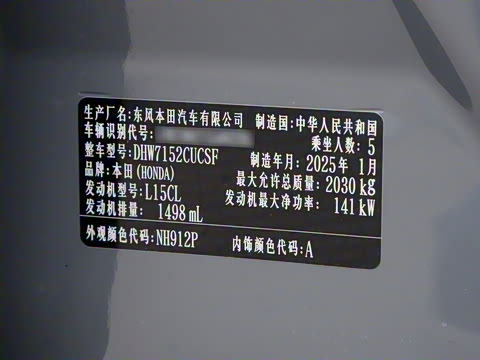 生产厂名:东风本田汽车有限公司 制造国:中华人民共和国
车辆识别代号: 乘坐人数:5
整车型号:DHW7152CUCSF 制造年月:2025年 1月
品牌:本田(HONDA) 最大允许总质量:2030kg
发动机型号:L15CL 发动机最大净功率: 141kW
发动机排量: 1498mL
外观颜色代码:NH912P 内饰颜色代码:A